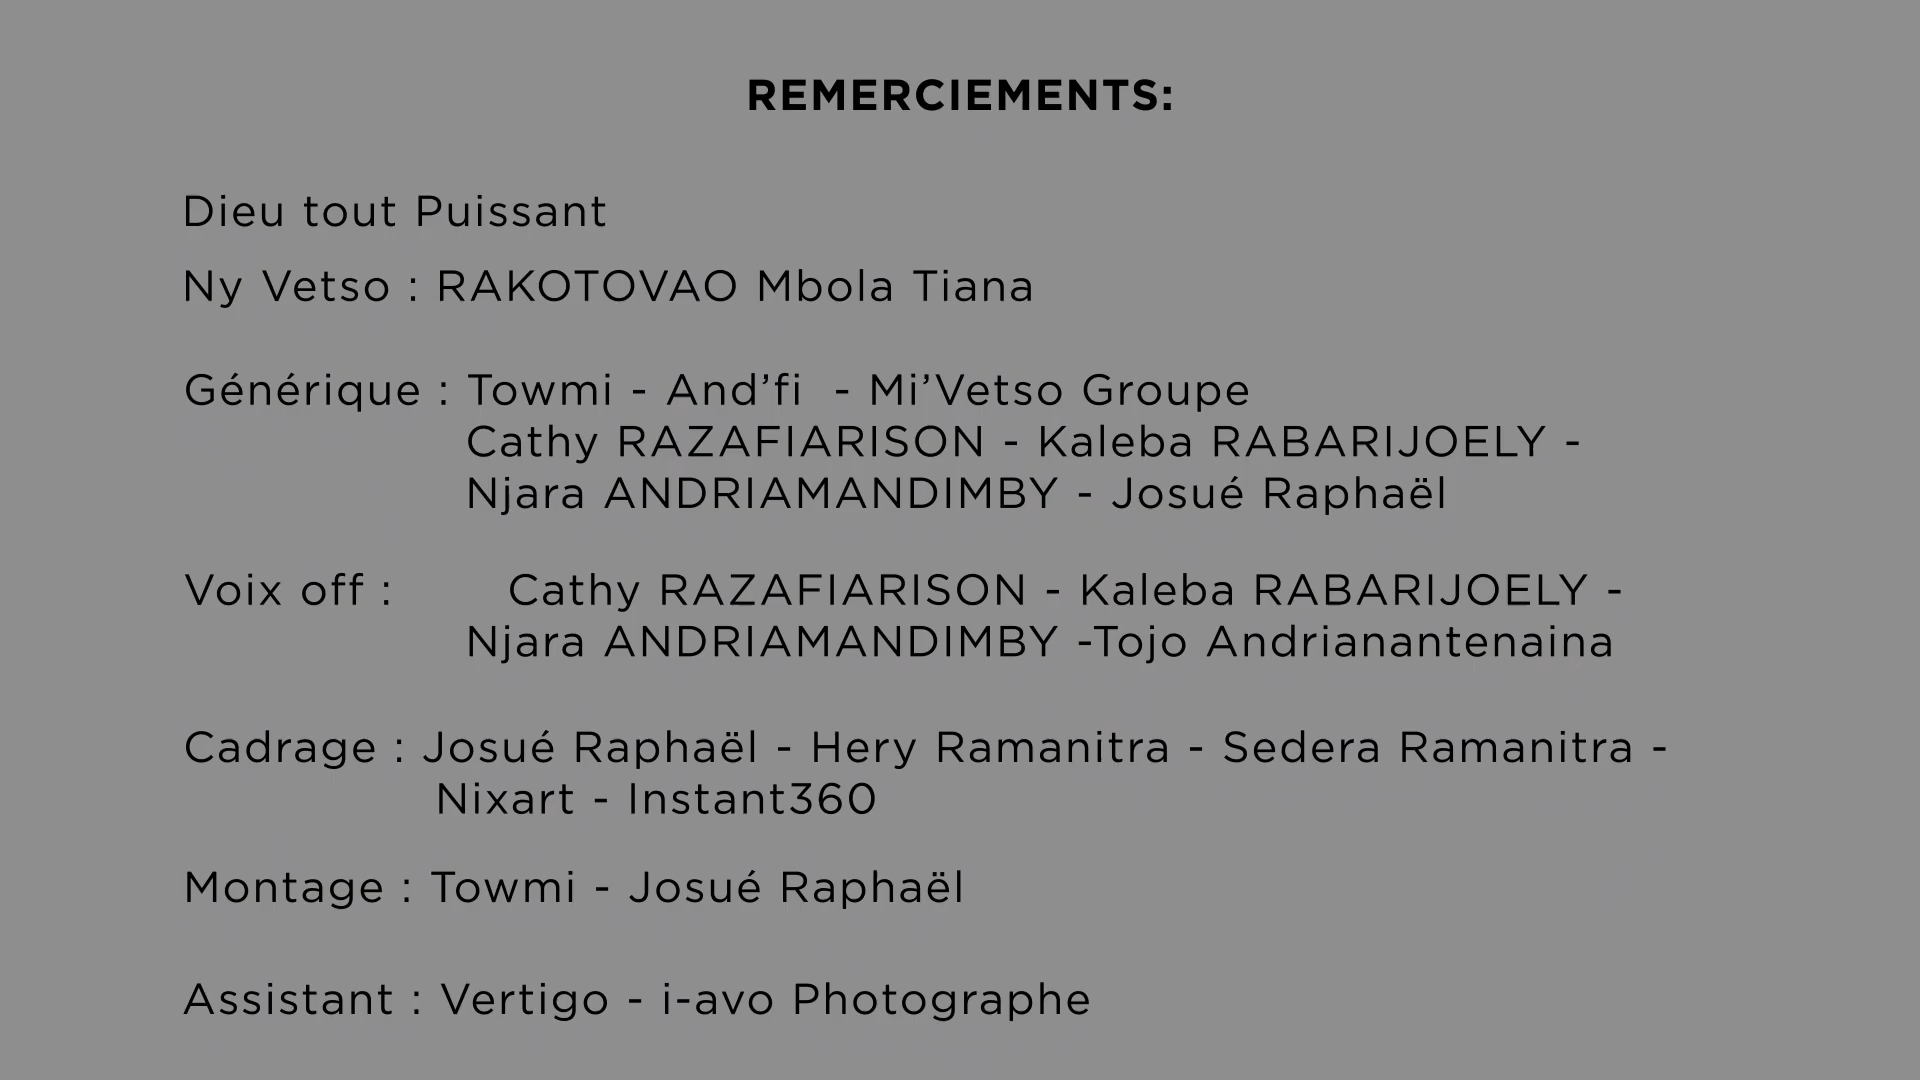 REMERCIEMENTS:
Dieu tout Puissant
Ny Vetso : RAKOTOVAO Mbola Tiana
Générique : Towmi - And’fi - Mi’Vetso Groupe
Cathy RAZAFIARISON - Kaleba RABARIJOELY -
Njara ANDRIAMANDIMBY - Josué Raphaël
Voix off : Cathy RAZAFIARISON - Kaleba RABARIJOELY -
Njara ANDRIAMANDIMBY -Tojo Andrianantenaina
Cadrage : Josué Raphaël - Hery Ramanitra - Sedera Ramanitra -
Nixart - Instant360
Montage : Towmi - Josué Raphaël
Assistant : Vertigo - i-avo Photographe